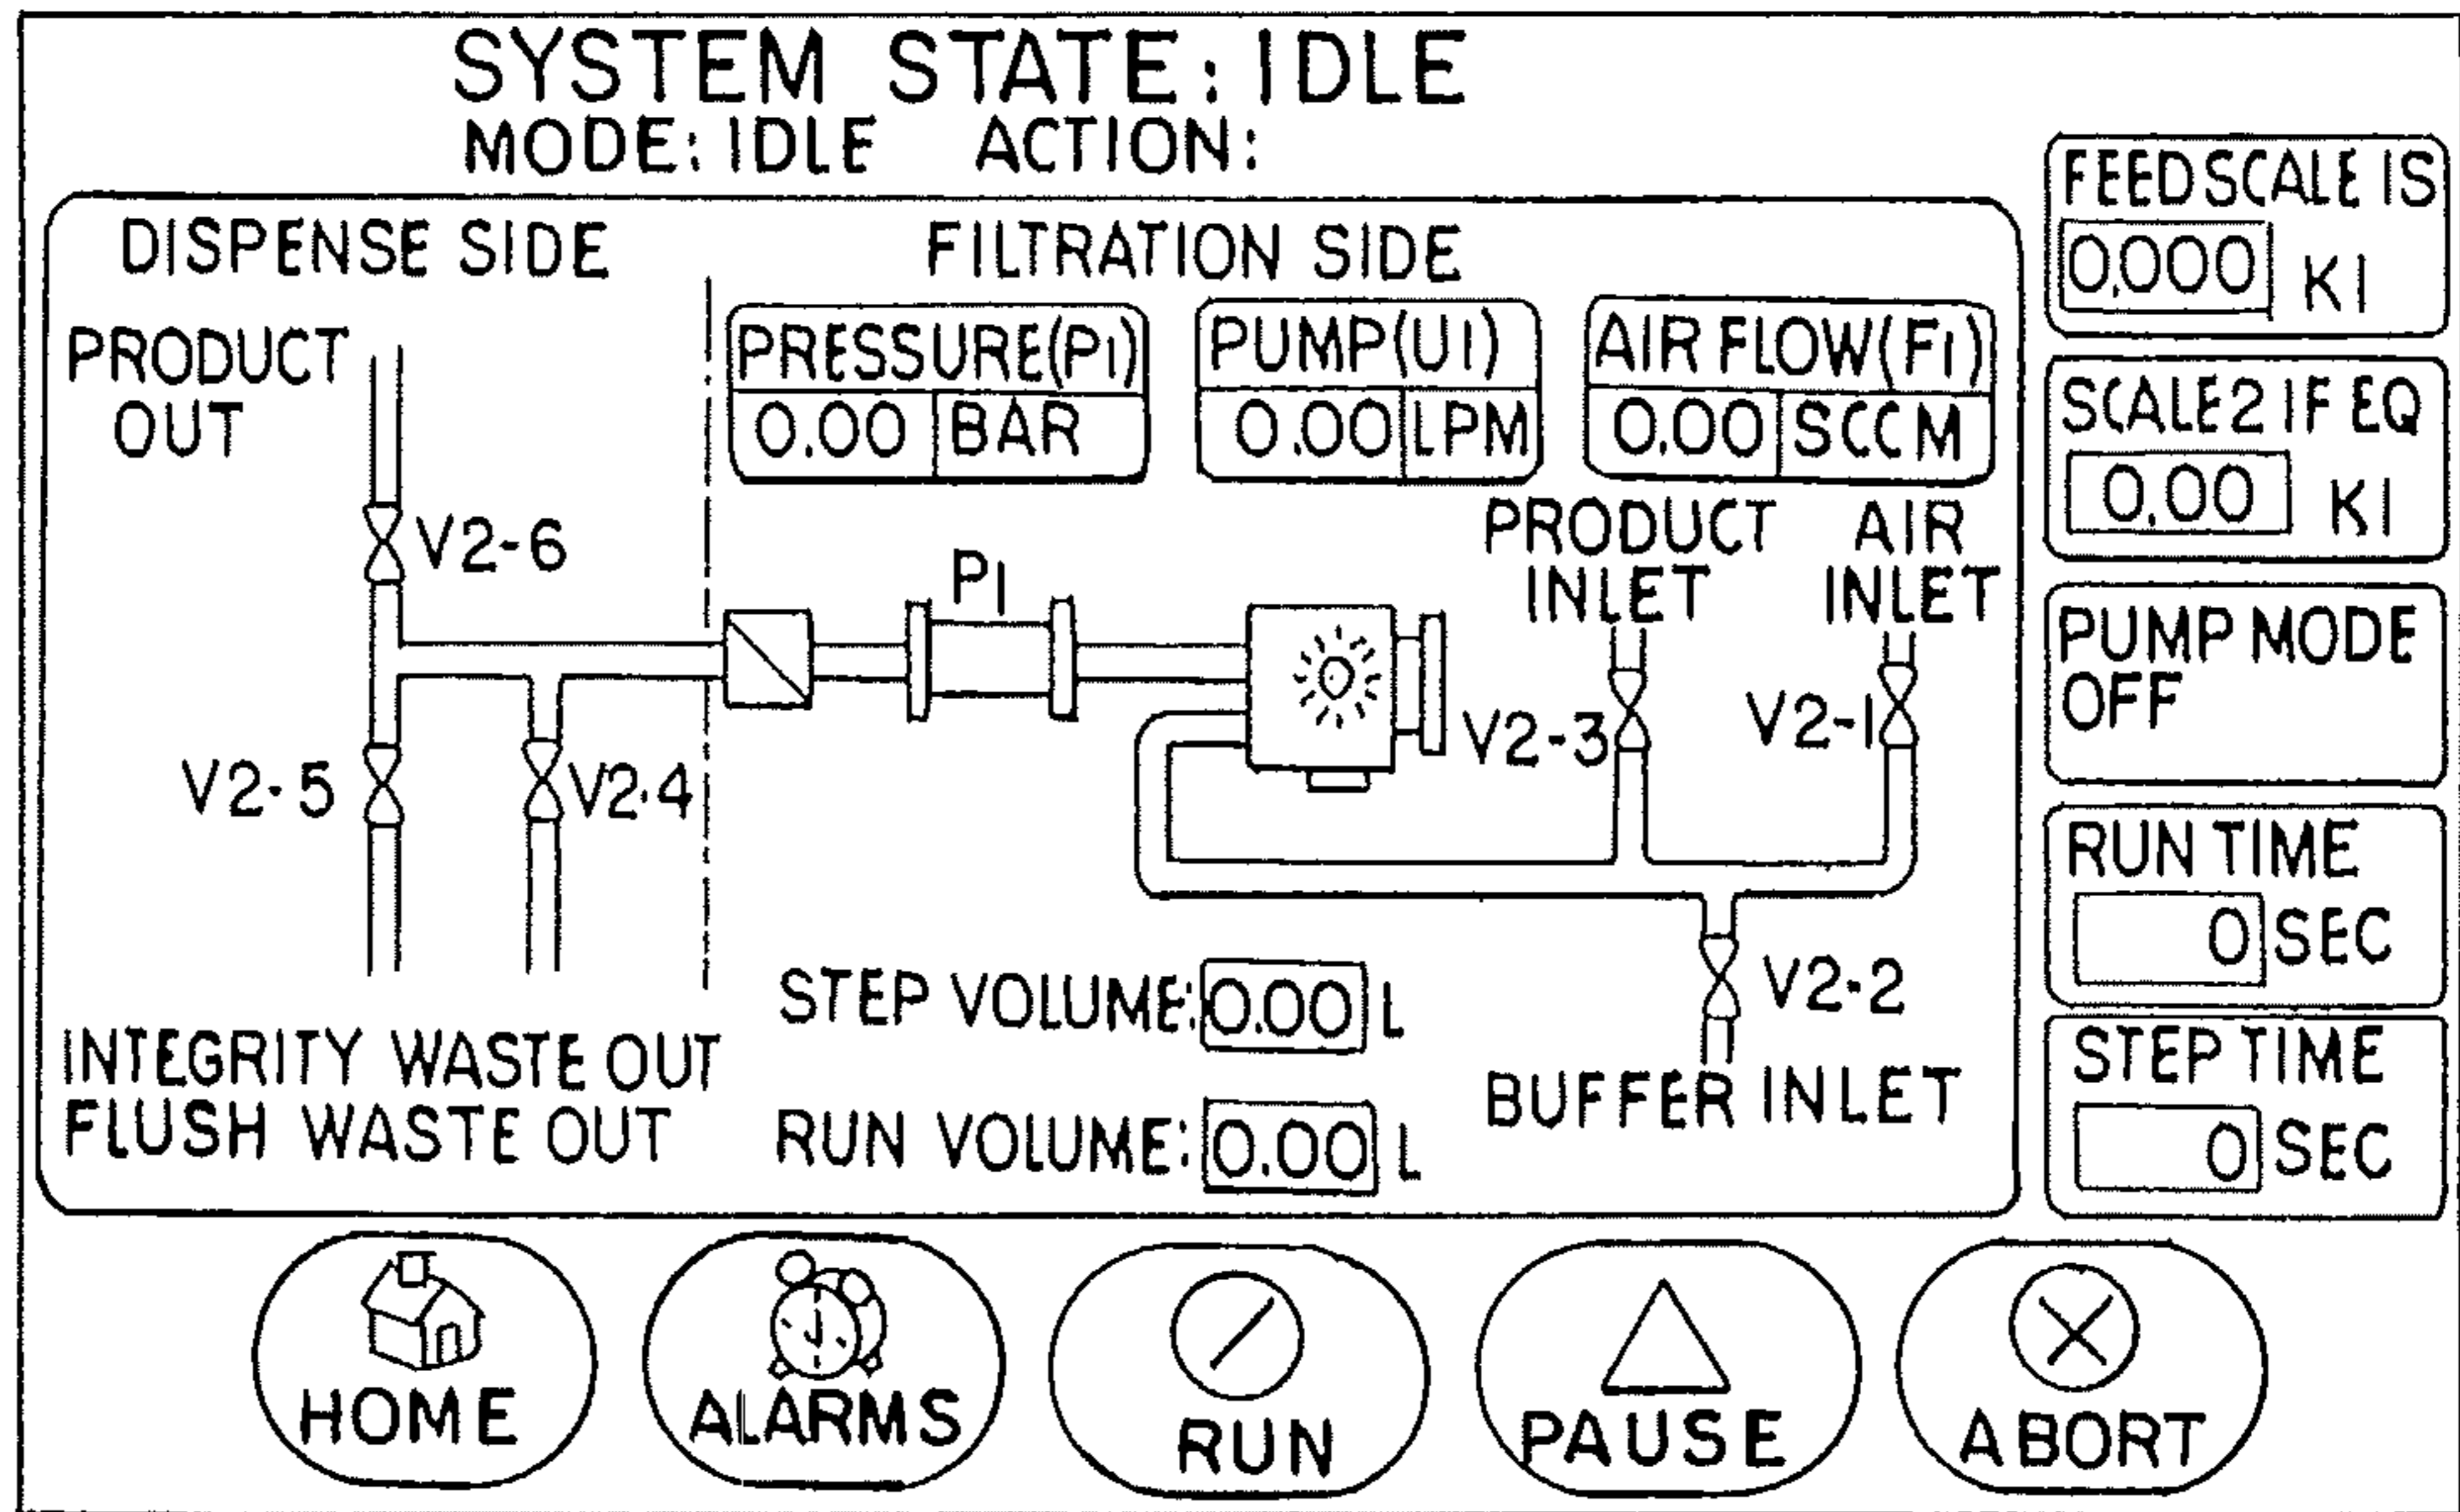 SYSTEM STATE: IDLE
MODE: IDLE ACTION:
DISPENSE SIDE
FILTRATION SIDE
PRODUCT
OUT
PRESSURE(P1)
0.00 BAR
PUMP(U1)
0.00 LPM
AIR FLOW(F1)
0.00 SCCM
V2-6
P1
PRODUCT
INLET
AIR
INLET
V2-3
V2-1
V2-5
V2-4
V2-2
STEP VOLUME: 0.00 L
INTEGRITY WASTE OUT
FLUSH WASTE OUT
BUFFER INLET
RUN VOLUME: 0.00 L
FEED SCALE IS
0.000 KI
SCALE 2 IF EQ
0.00 KI
PUMP MODE
OFF
RUN TIME
0 SEC
STEP TIME
0 SEC
HOME
ALARMS
RUN
PAUSE
ABORT